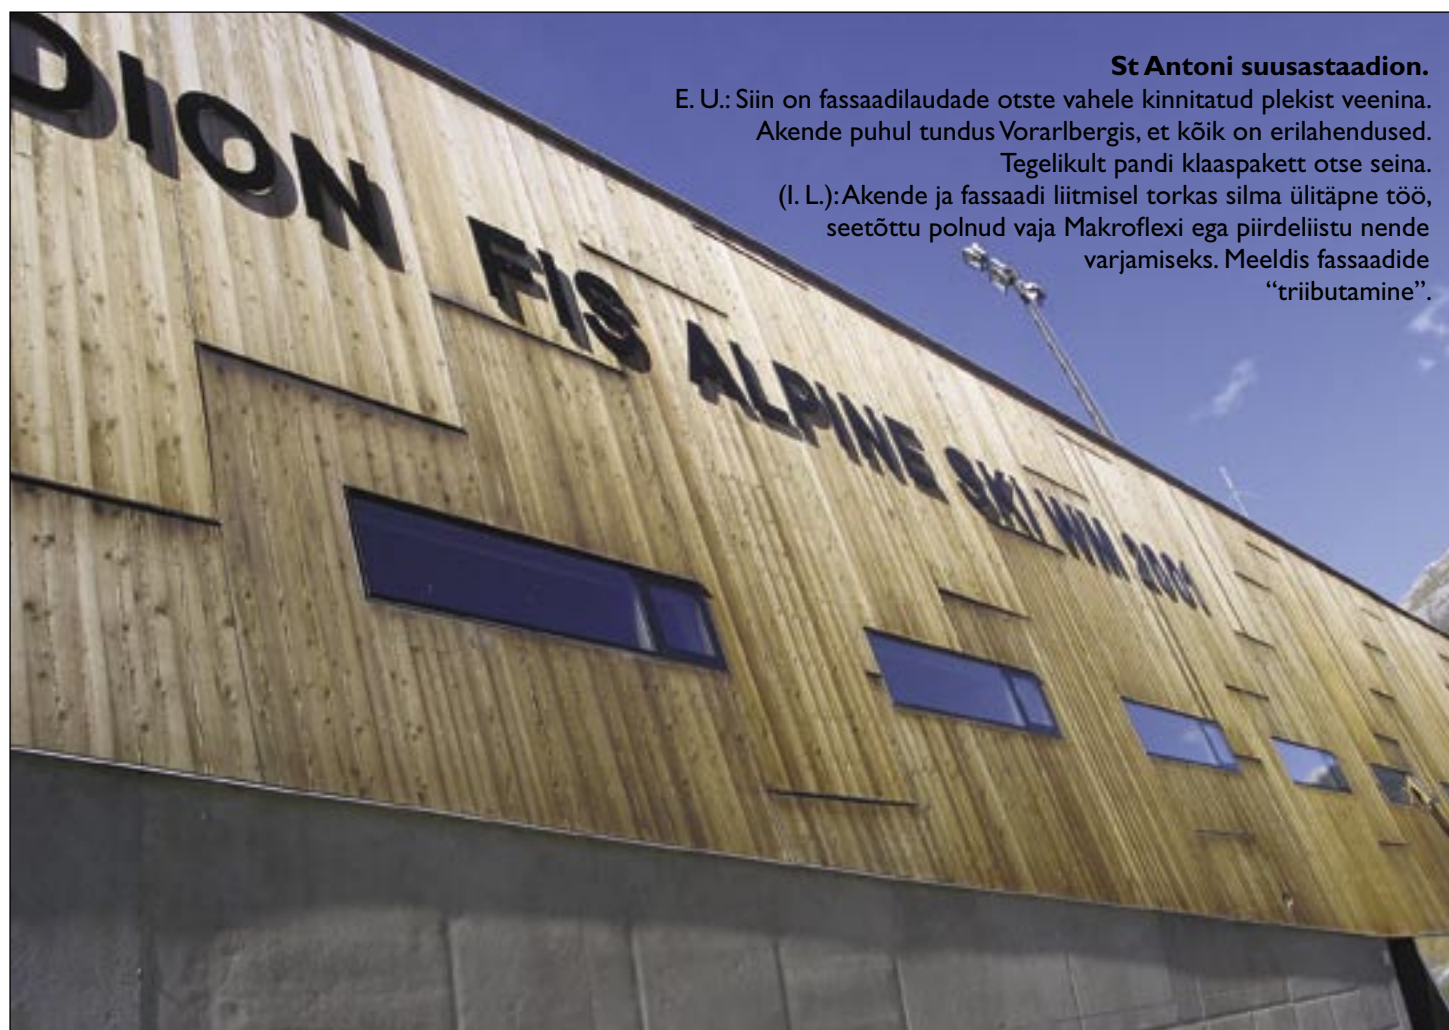 St Antoni suusastaadion.
E. U.: Siin on fassaadilaudade otste vahele kinnitatud plekist veenina.
Akende puhul tundus Vorarlbergis, et kõik on erilahendused.
Tegelikult pandi klaaspakett otse seina.
(I. L.): Akende ja fassaadi liitmisel torkas silma ülitäpne töö,
seetõttu polnud vaja Makroflexi ega piirdeliistu nende
varjamiseks. Meeldis fassaadide
“triibutamine”.
DION FIS ALPINE SKI WM 2001